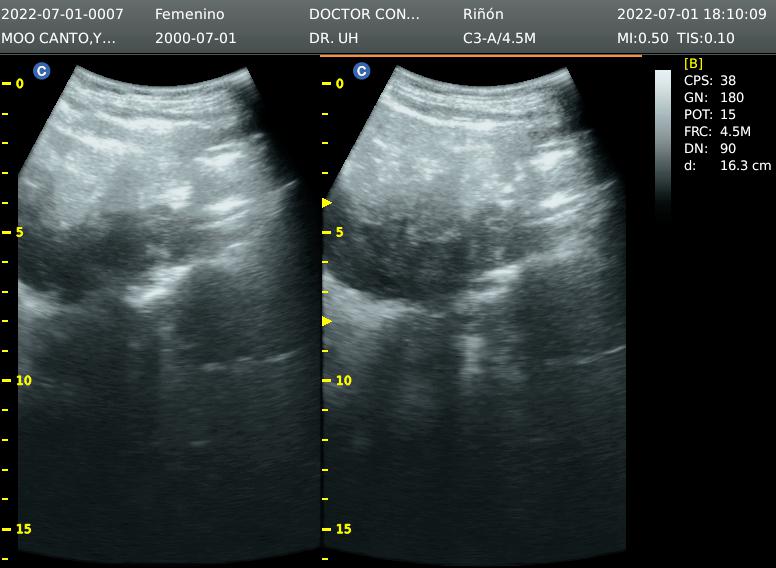 2022-07-01-0007 Femenino DOCTOR CON... Riñón 2022-07-01 18:10:09
MOO CANTO,Y... 2000-07-01 DR. UH C3-A/4.5M MI:0.50 TIS:0.10
C
C
[B]
CPS: 38
GN: 180
POT: 15
FRC: 4.5M
DN: 90
d: 16.3 cm
0
5
10
15
0
5
10
15